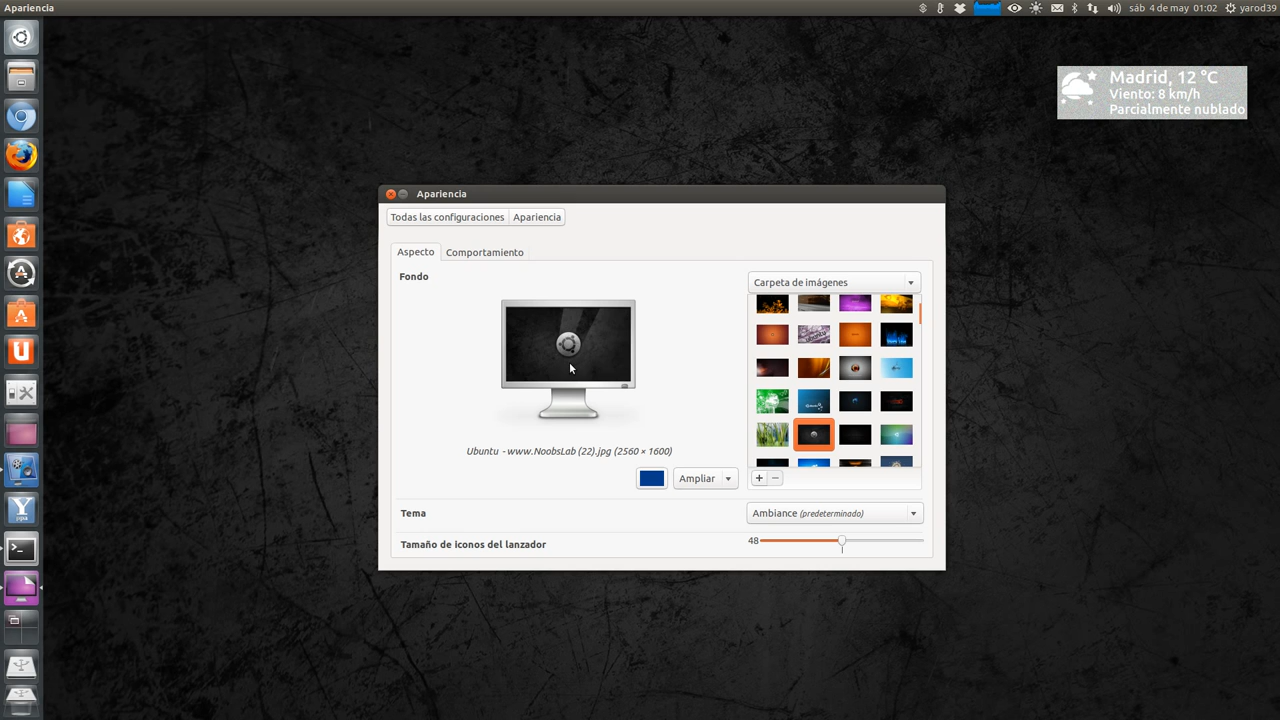 Apariencia
sáb 4 de may 01:02 yarod39
Madrid, 12 °C
Viento: 8 km/h
Parcialmente nublado
Apariencia
Todas las configuraciones Apariencia
Aspecto Comportamiento
Fondo
Carpeta de imágenes
Ubuntu - www.NoobsLab (22).jpg (2560 × 1600)
Ampliar
Tema
Ambiance (predeterminado)
Tamaño de iconos del lanzador
48